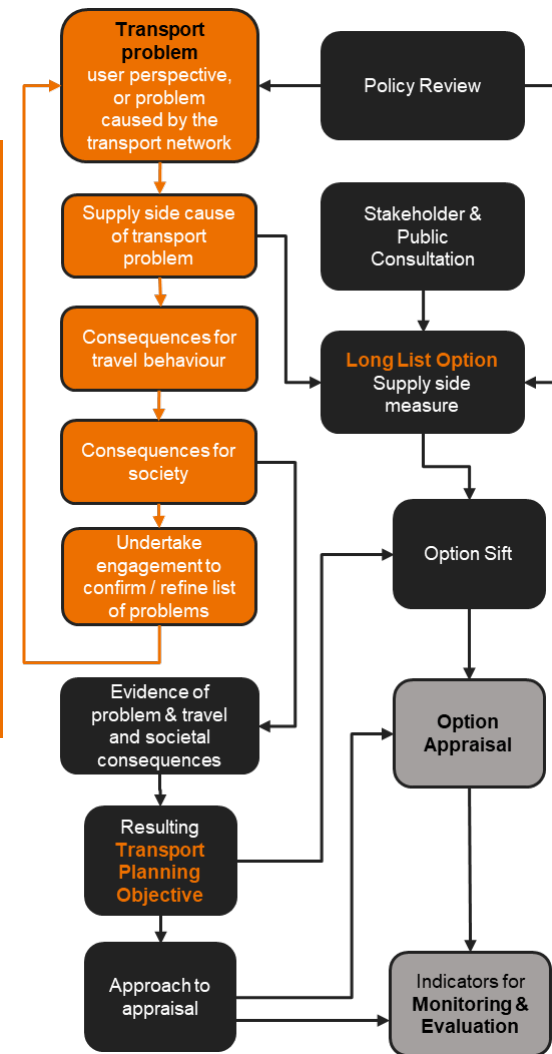 Transport
problem
user perspective,
or problem
caused by the
transport network
Policy Review
Supply side cause
of transport
problem
Stakeholder &
Public
Consultation
Consequences for
travel behaviour
Long List Option
Supply side
measure
Consequences for
society
Undertake
engagement to
confirm / refine list
of problems
Option Sift
Evidence of
problem & travel
and societal
consequences
Option
Appraisal
Resulting
Transport
Planning
Objective
Approach to
appraisal
Indicators for
Monitoring &
Evaluation